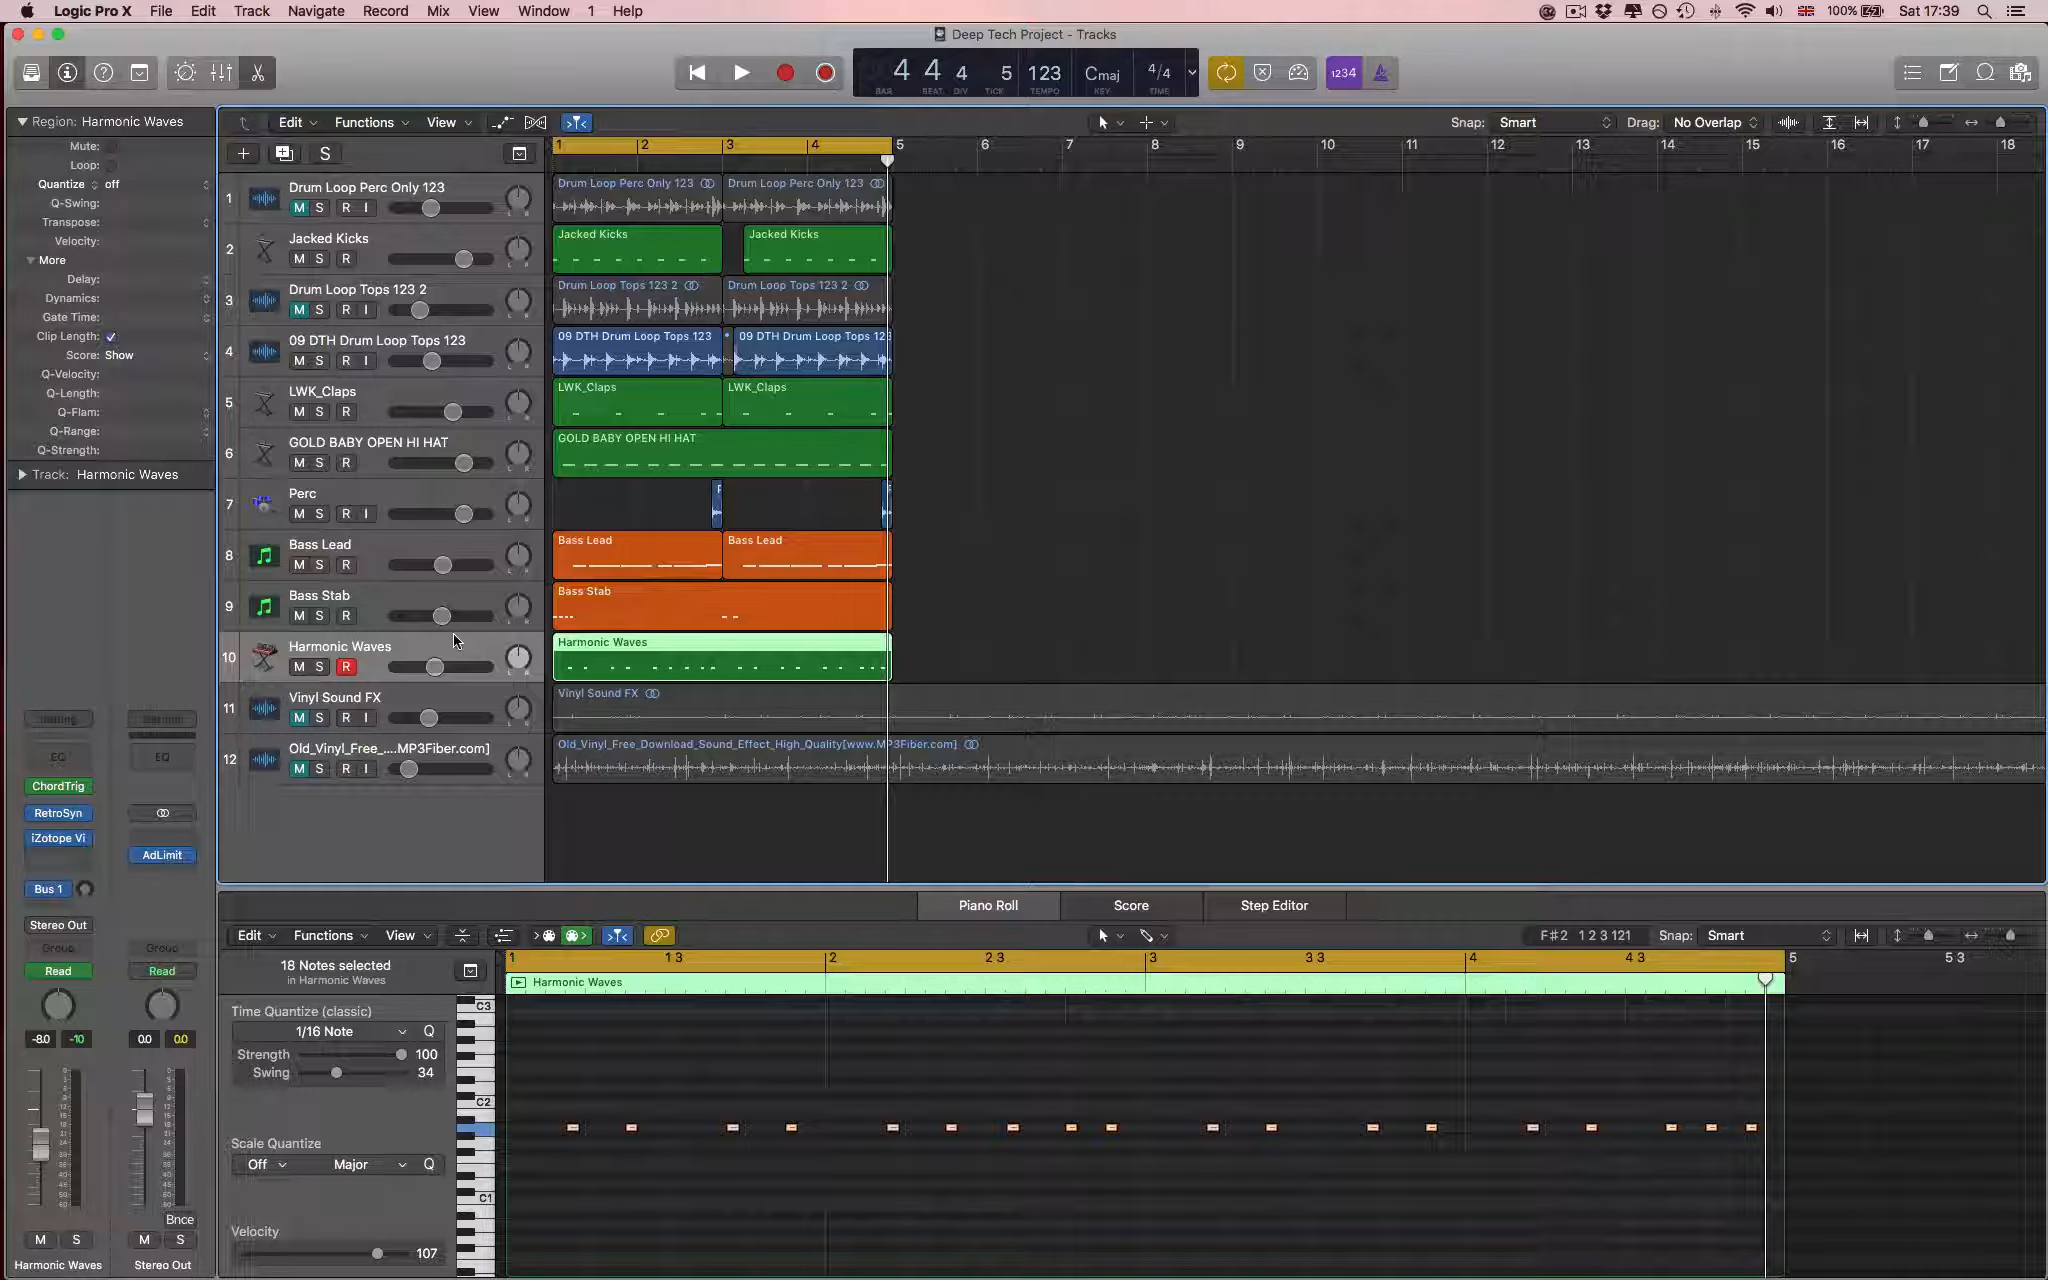 Logic Pro X File Edit Track Navigate Record Mix View Window 1 Help
100% Sat 17:39
Deep Tech Project - Tracks
4 4 4 5 123 Cmaj 4/4
BAR BEAT DIV TICK TEMPO KEY TIME
1234
Region: Harmonic Waves
Mute:
Loop:
Quantize off
Q-Swing:
Transpose:
Velocity:
More
Delay:
Dynamics:
Gate Time:
Clip Length:
Score: Show
Q-Velocity:
Q-Length:
Q-Flam:
Q-Range:
Q-Strength:
Track: Harmonic Waves
Edit Functions View
Snap: Smart Drag: No Overlap
S
1 2 3 4 5 6 7 8 9 10 11 12 13 14 15 16 17 18
1 Drum Loop Perc Only 123
M S R I
Drum Loop Perc Only 123 Drum Loop Perc Only 123
2 Jacked Kicks
M S R
Jacked Kicks Jacked Kicks
3 Drum Loop Tops 123 2
M S R I
Drum Loop Tops 123 2 Drum Loop Tops 123 2
4 09 DTH Drum Loop Tops 123
M S R I
09 DTH Drum Loop Tops 123 09 DTH Drum Loop Tops 123
5 LWK_Claps
M S R
LWK_Claps LWK_Claps
6 GOLD BABY OPEN HI HAT
M S R
GOLD BABY OPEN HI HAT
7 Perc
M S R I
8 Bass Lead
M S R
Bass Lead Bass Lead
9 Bass Stab
M S R
Bass Stab
10 Harmonic Waves
M S R
Harmonic Waves
11 Vinyl Sound FX
M S R I
Vinyl Sound FX
12 Old_Vinyl_Free_....MP3Fiber.com]
M S R I
Old_Vinyl_Free_Download_Sound_Effect_High_Quality[www.MP3Fiber.com]
EQ EQ
ChordTrig
RetroSyn
iZotope Vi
AdLimit
Bus 1
Stereo Out
Group Group
Read Read
-8.0 -10 0.0 0.0
Bnce
M S M S
Harmonic Waves Stereo Out
Piano Roll Score Step Editor
Edit Functions View
F#2 1 2 3 121 Snap: Smart
18 Notes selected
in Harmonic Waves
1 1 3 2 2 3 3 3 3 4 4 3 5 5 3
Harmonic Waves
Time Quantize (classic)
1/16 Note Q
Strength 100
Swing 34
Scale Quantize
Off Major Q
Velocity
107
C3
C2
C1